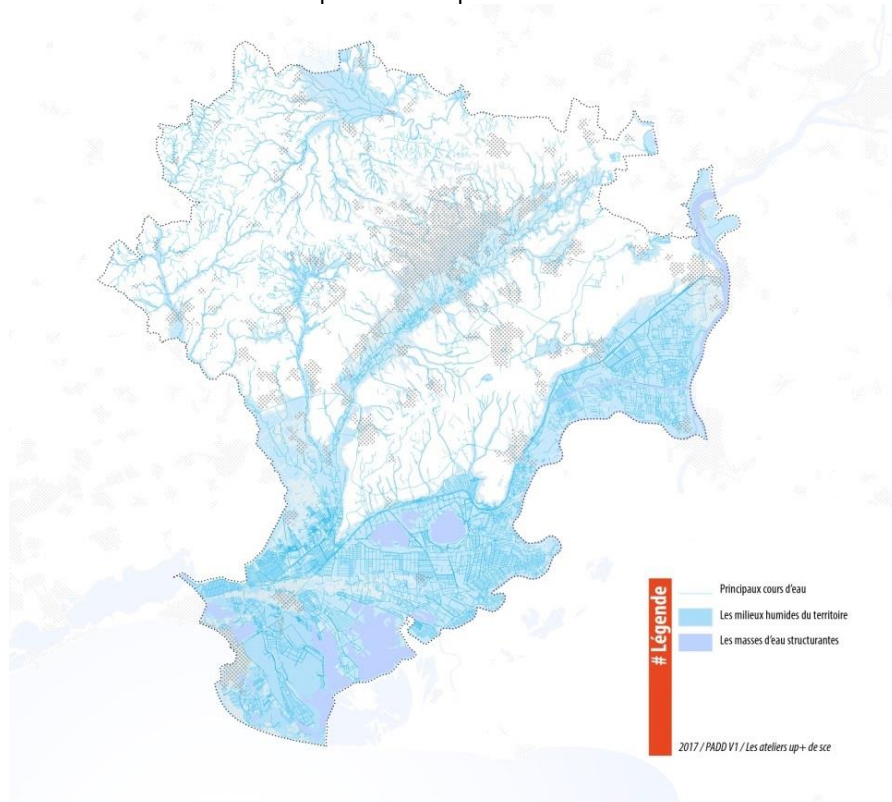 # Légende
Principaux cours d'eau
Les milieux humides du territoire
Les masses d'eau structurantes
2017 / PADD V1 / Les ateliers up+ de sce